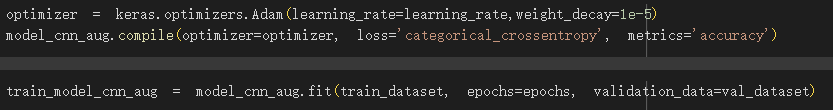 optimizer = keras.optimizers.Adam(learning_rate=learning_rate,weight_decay=1e-5)
model_cnn_aug.compile(optimizer=optimizer, loss='categorical_crossentropy', metrics='accuracy')
train_model_cnn_aug = model_cnn_aug.fit(train_dataset, epochs=epochs, validation_data=val_dataset)